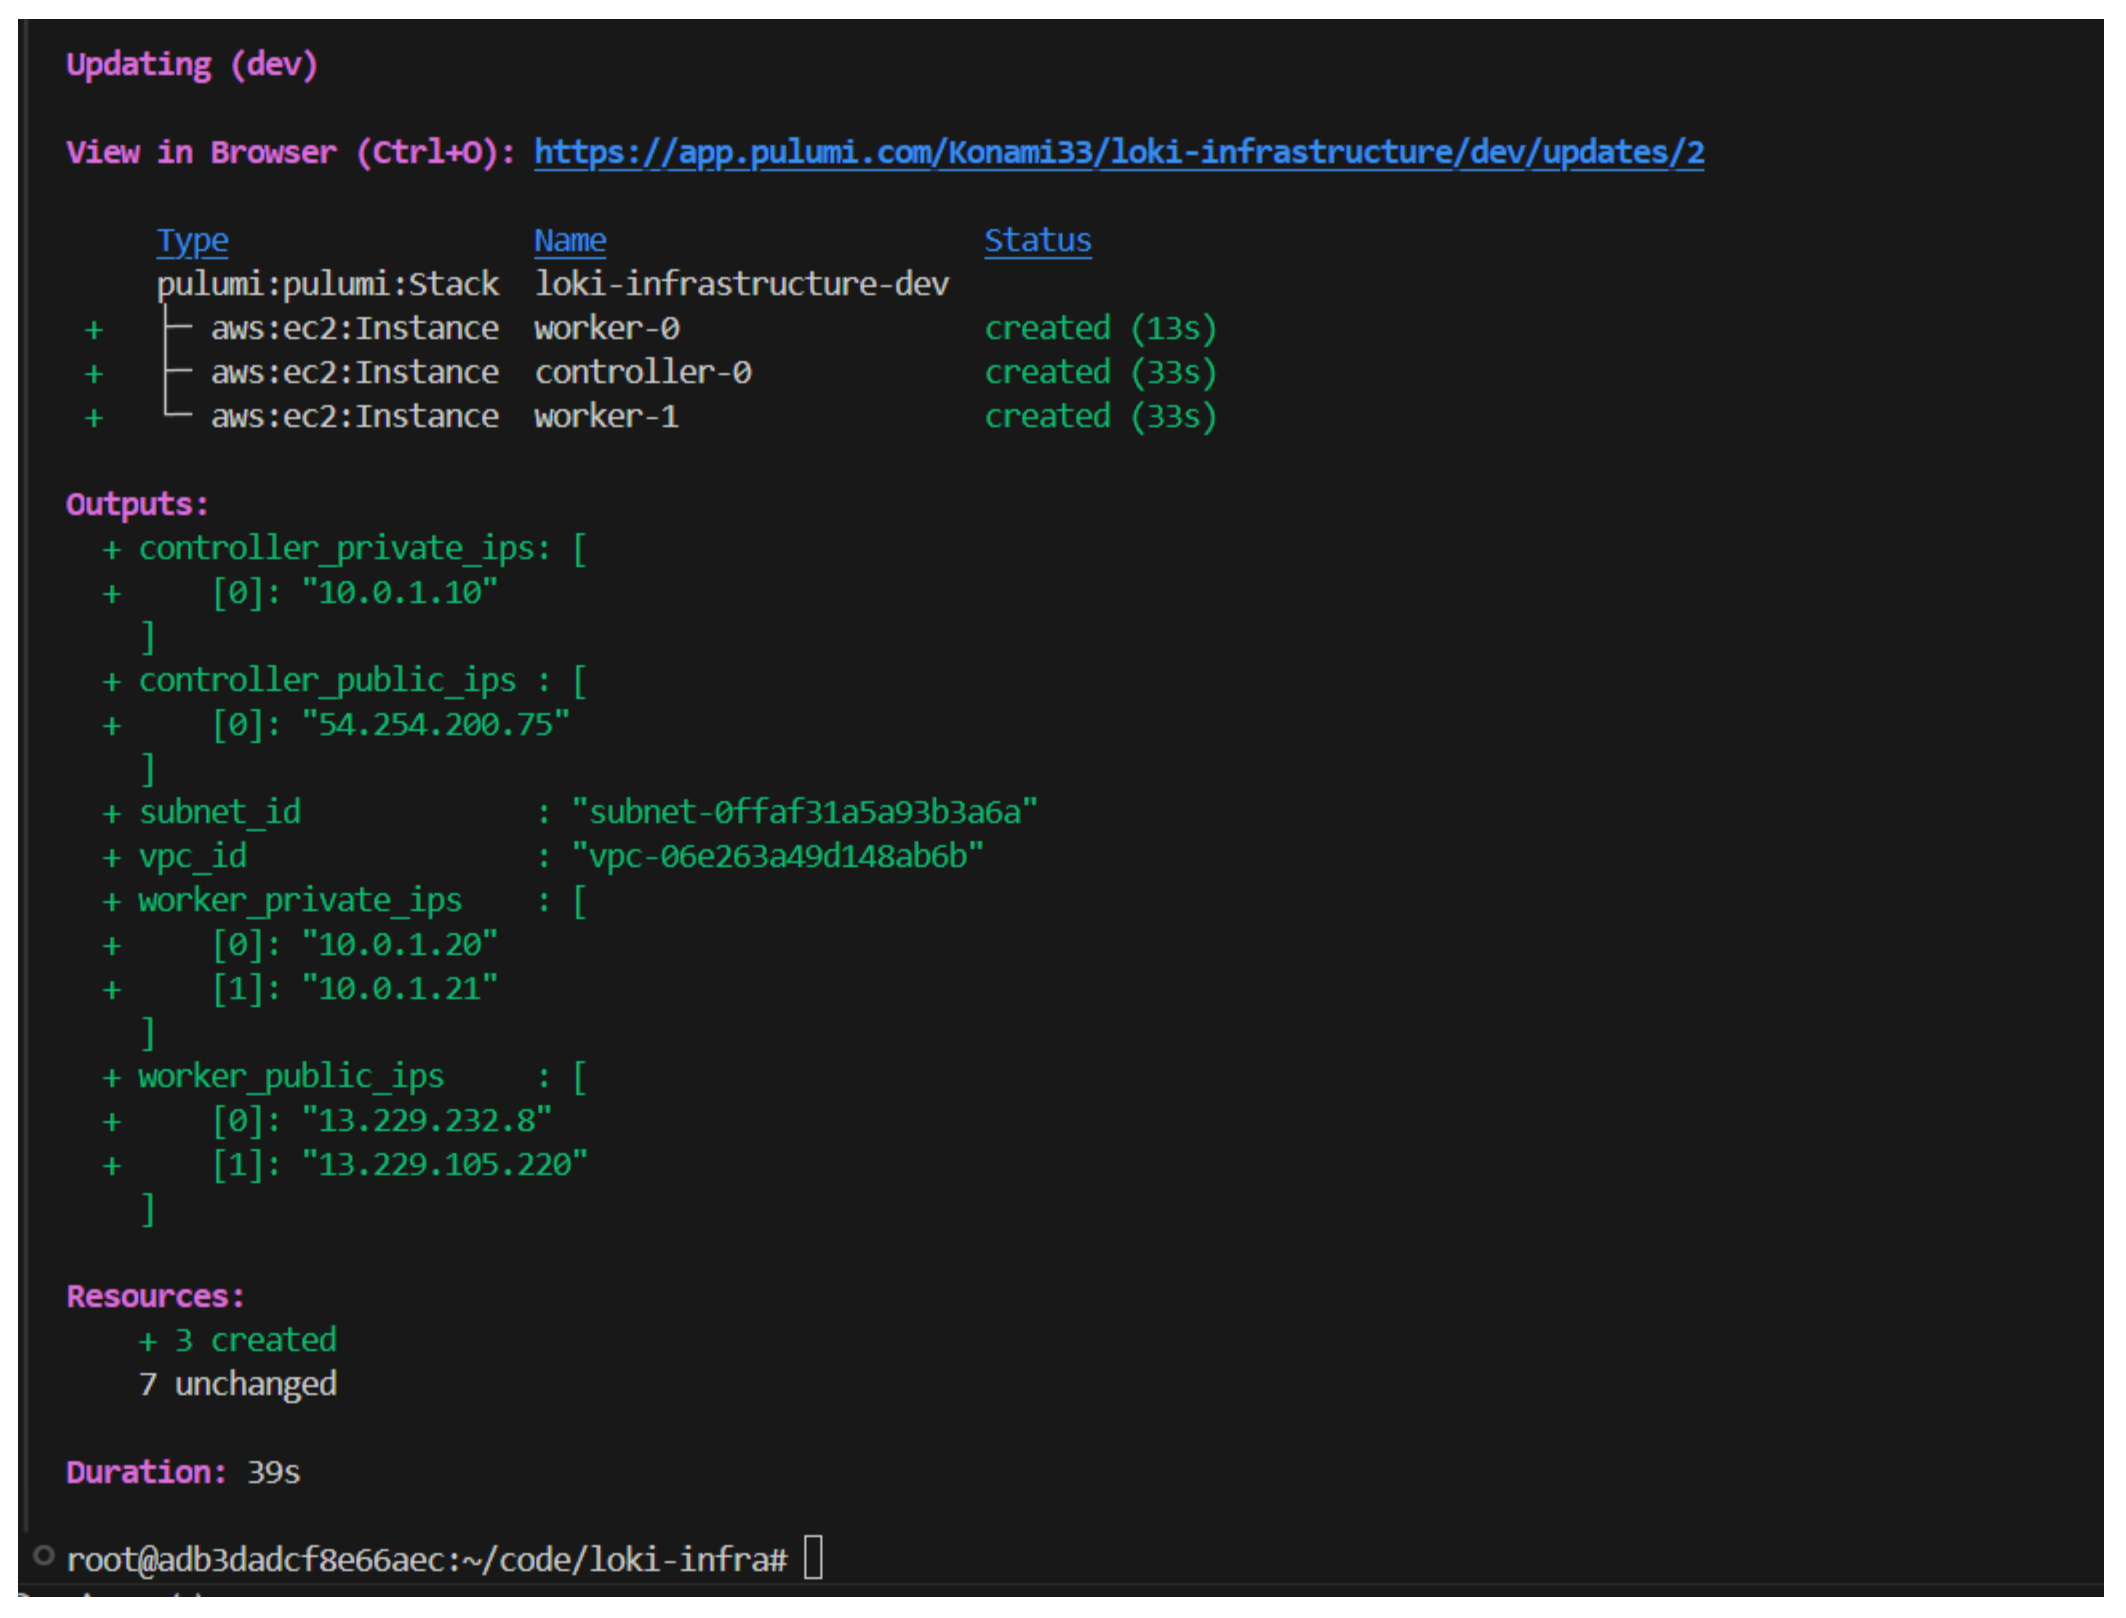 Updating (dev)
View in Browser (Ctrl+O): https://app.pulumi.com/Konami33/loki-infrastructure/dev/updates/2
Type Name Status
pulumi:pulumi:Stack loki-infrastructure-dev
+ ├─ aws:ec2:Instance worker-0 created (13s)
+ ├─ aws:ec2:Instance controller-0 created (33s)
+ └─ aws:ec2:Instance worker-1 created (33s)
Outputs:
+ controller_private_ips: [
+ [0]: "10.0.1.10"
]
+ controller_public_ips : [
+ [0]: "54.254.200.75"
]
+ subnet_id : "subnet-0ffaf31a5a93b3a6a"
+ vpc_id : "vpc-06e263a49d148ab6b"
+ worker_private_ips : [
+ [0]: "10.0.1.20"
+ [1]: "10.0.1.21"
]
+ worker_public_ips : [
+ [0]: "13.229.232.8"
+ [1]: "13.229.105.220"
]
Resources:
+ 3 created
7 unchanged
Duration: 39s
root@adb3dadcf8e66aec:~/code/loki-infra#